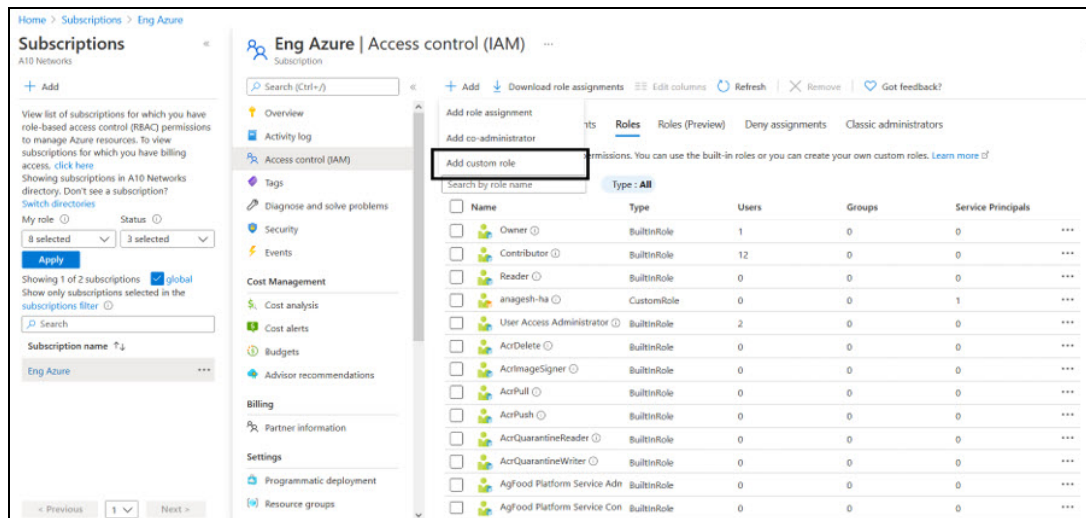 Home > Subscriptions > Eng Azure
Subscriptions
A10 Networks
+ Add
View list of subscriptions for which you have
role-based access control (RBAC) permissions
to manage Azure resources. To view
subscriptions for which you have billing
access, click here
Showing subscriptions in A10 Networks
directory. Don't see a subscription?
Switch directories
My role Status
8 selected 3 selected
Apply
Showing 1 of 2 subscriptions global
Show only subscriptions selected in the
subscriptions filter
Search
Subscription name ↑↓
Eng Azure ...
< Previous 1 Next >
Eng Azure | Access control (IAM) ...
Subscription
Search (Ctrl+/) «
Overview
Activity log
Access control (IAM)
Tags
Diagnose and solve problems
Security
Events
Cost Management
Cost analysis
Cost alerts
Budgets
Advisor recommendations
Billing
Partner information
Settings
Programmatic deployment
Resource groups
+ Add Download role assignments Edit columns Refresh | Remove | Got feedback?
Add role assignment
Add co-administrator
Add custom role
nts Roles Roles (Preview) Deny assignments Classic administrators
ermissions. You can use the built-in roles or you can create your own custom roles. Learn more
Search by role name Type : All
Name Type Users Groups Service Principals
Owner BuiltinRole 1 0 0 ...
Contributor BuiltinRole 12 0 0 ...
Reader BuiltinRole 0 0 0 ...
anagesh-ha CustomRole 0 0 1 ...
User Access Administrator BuiltinRole 2 0 0 ...
AcrDelete BuiltinRole 0 0 0 ...
AcrImageSigner BuiltinRole 0 0 0 ...
AcrPull BuiltinRole 0 0 0 ...
AcrPush BuiltinRole 0 0 0 ...
AcrQuarantineReader BuiltinRole 0 0 0 ...
AcrQuarantineWriter BuiltinRole 0 0 0 ...
AgFood Platform Service Adn BuiltinRole 0 0 0 ...
AgFood Platform Service Con BuiltinRole 0 0 0 ...